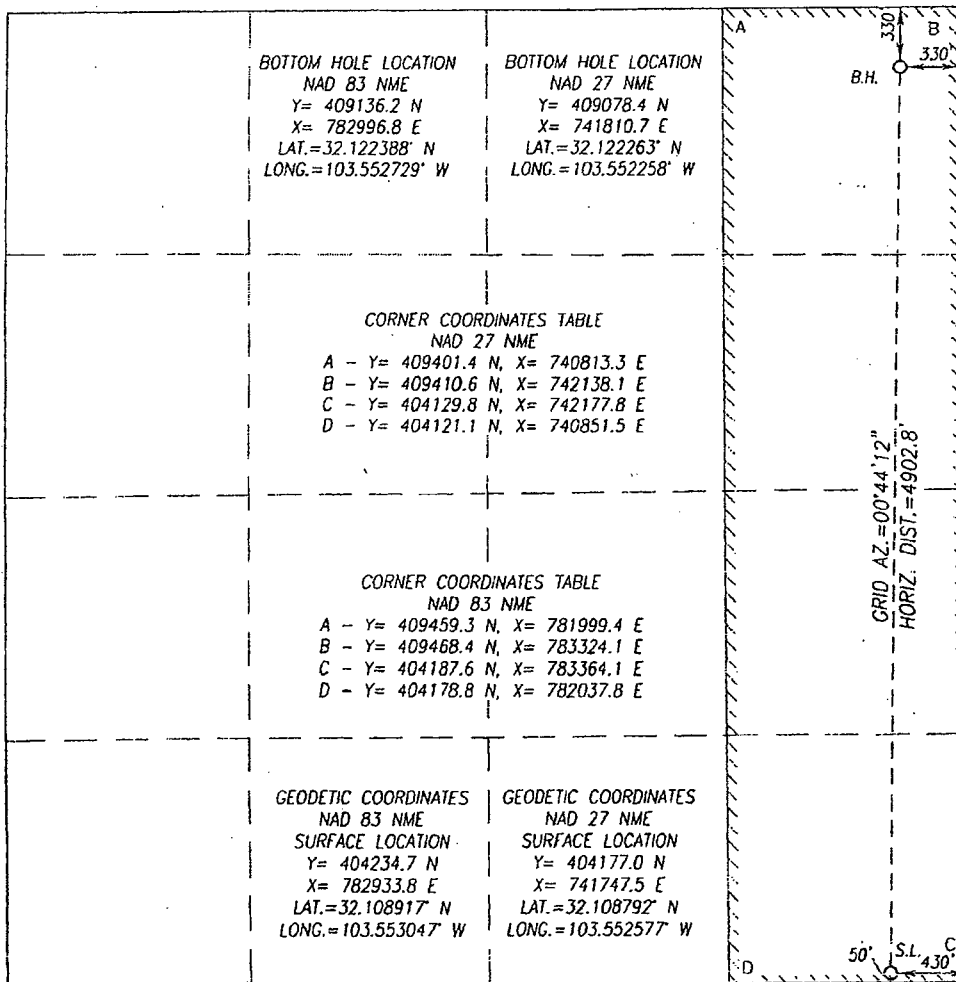 A
330'
B
330'
B.H.
BOTTOM HOLE LOCATION
NAD 83 NME
Y= 409136.2 N
X= 782996.8 E
LAT.=32.122388° N
LONG.=103.552729° W
BOTTOM HOLE LOCATION
NAD 27 NME
Y= 409078.4 N
X= 741810.7 E
LAT.=32.122263° N
LONG.=103.552258° W
CORNER COORDINATES TABLE
NAD 27 NME
A - Y= 409401.4 N, X= 740813.3 E
B - Y= 409410.6 N, X= 742138.1 E
C - Y= 404129.8 N, X= 742177.8 E
D - Y= 404121.1 N, X= 740851.5 E
GRID AZ.=00°44'12"
HORIZ. DIST.=4902.8'
CORNER COORDINATES TABLE
NAD 83 NME
A - Y= 409459.3 N, X= 781999.4 E
B - Y= 409468.4 N, X= 783324.1 E
C - Y= 404187.6 N, X= 783364.1 E
D - Y= 404178.8 N, X= 782037.8 E
GEODETIC COORDINATES
NAD 83 NME
SURFACE LOCATION
Y= 404234.7 N
X= 782933.8 E
LAT.=32.108917° N
LONG.=103.553047° W
GEODETIC COORDINATES
NAD 27 NME
SURFACE LOCATION
Y= 404177.0 N
X= 741747.5 E
LAT.=32.108792° N
LONG.=103.552577° W
D
50'
S.L.
430'
C